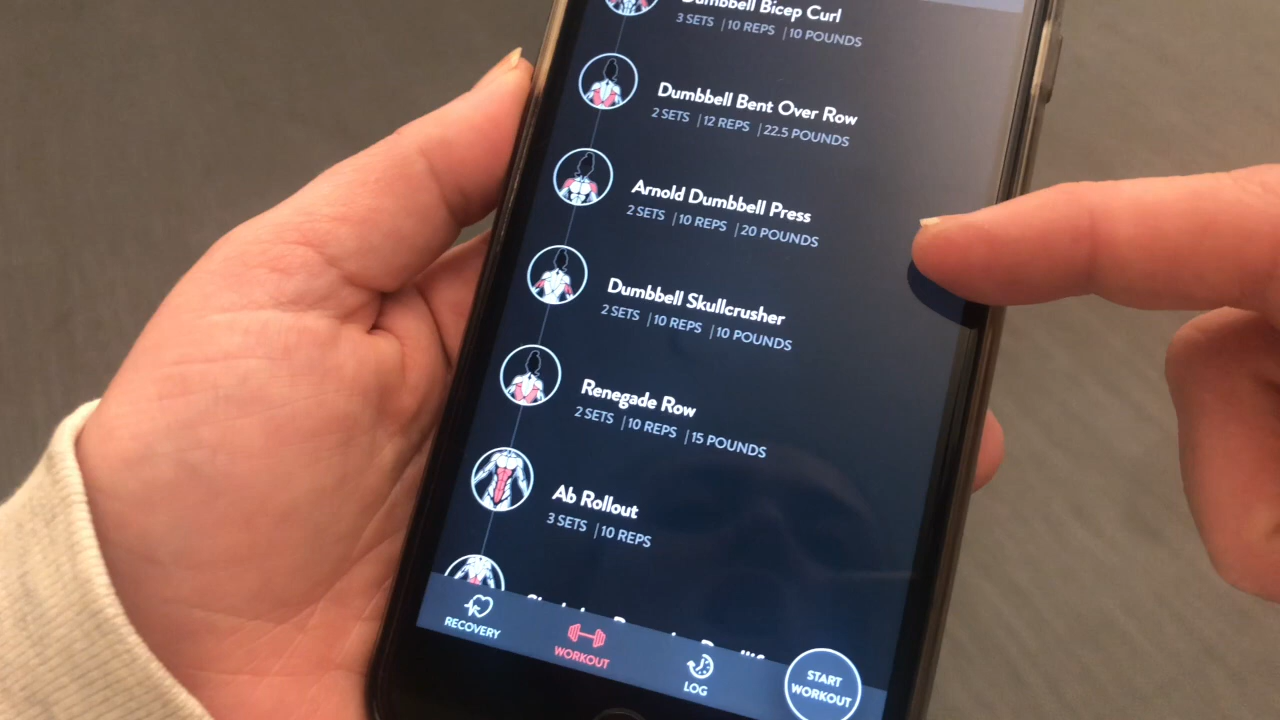 Dumbbell Bicep Curl
3 SETS | 10 REPS | 10 POUNDS
Dumbbell Bent Over Row
2 SETS | 12 REPS | 22.5 POUNDS
Arnold Dumbbell Press
2 SETS | 10 REPS | 20 POUNDS
Dumbbell Skullcrusher
2 SETS | 10 REPS | 10 POUNDS
Renegade Row
2 SETS | 10 REPS | 15 POUNDS
Ab Rollout
3 SETS | 10 REPS
RECOVERY
WORKOUT
LOG
START
WORKOUT